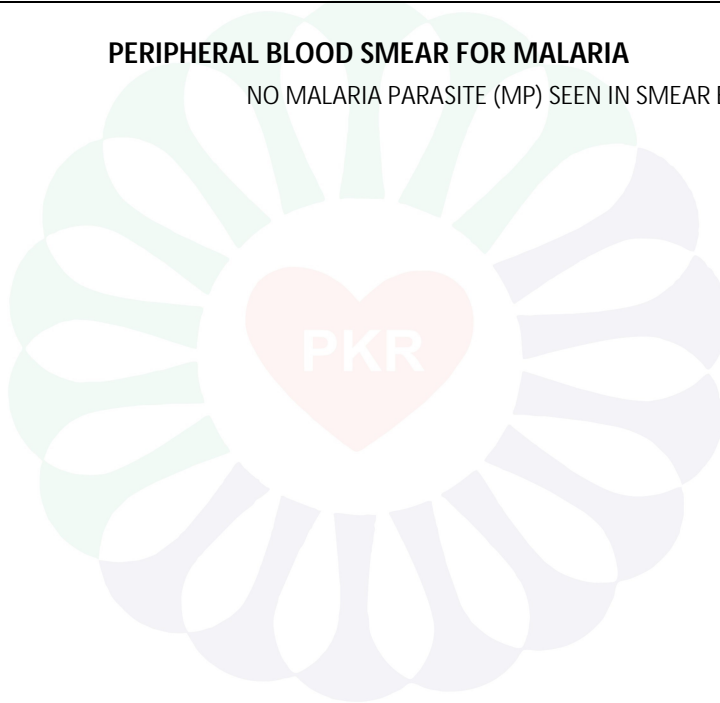 PERIPHERAL BLOOD SMEAR FOR MALARIA
NO MALARIA PARASITE (MP) SEEN IN SMEAR
PKR